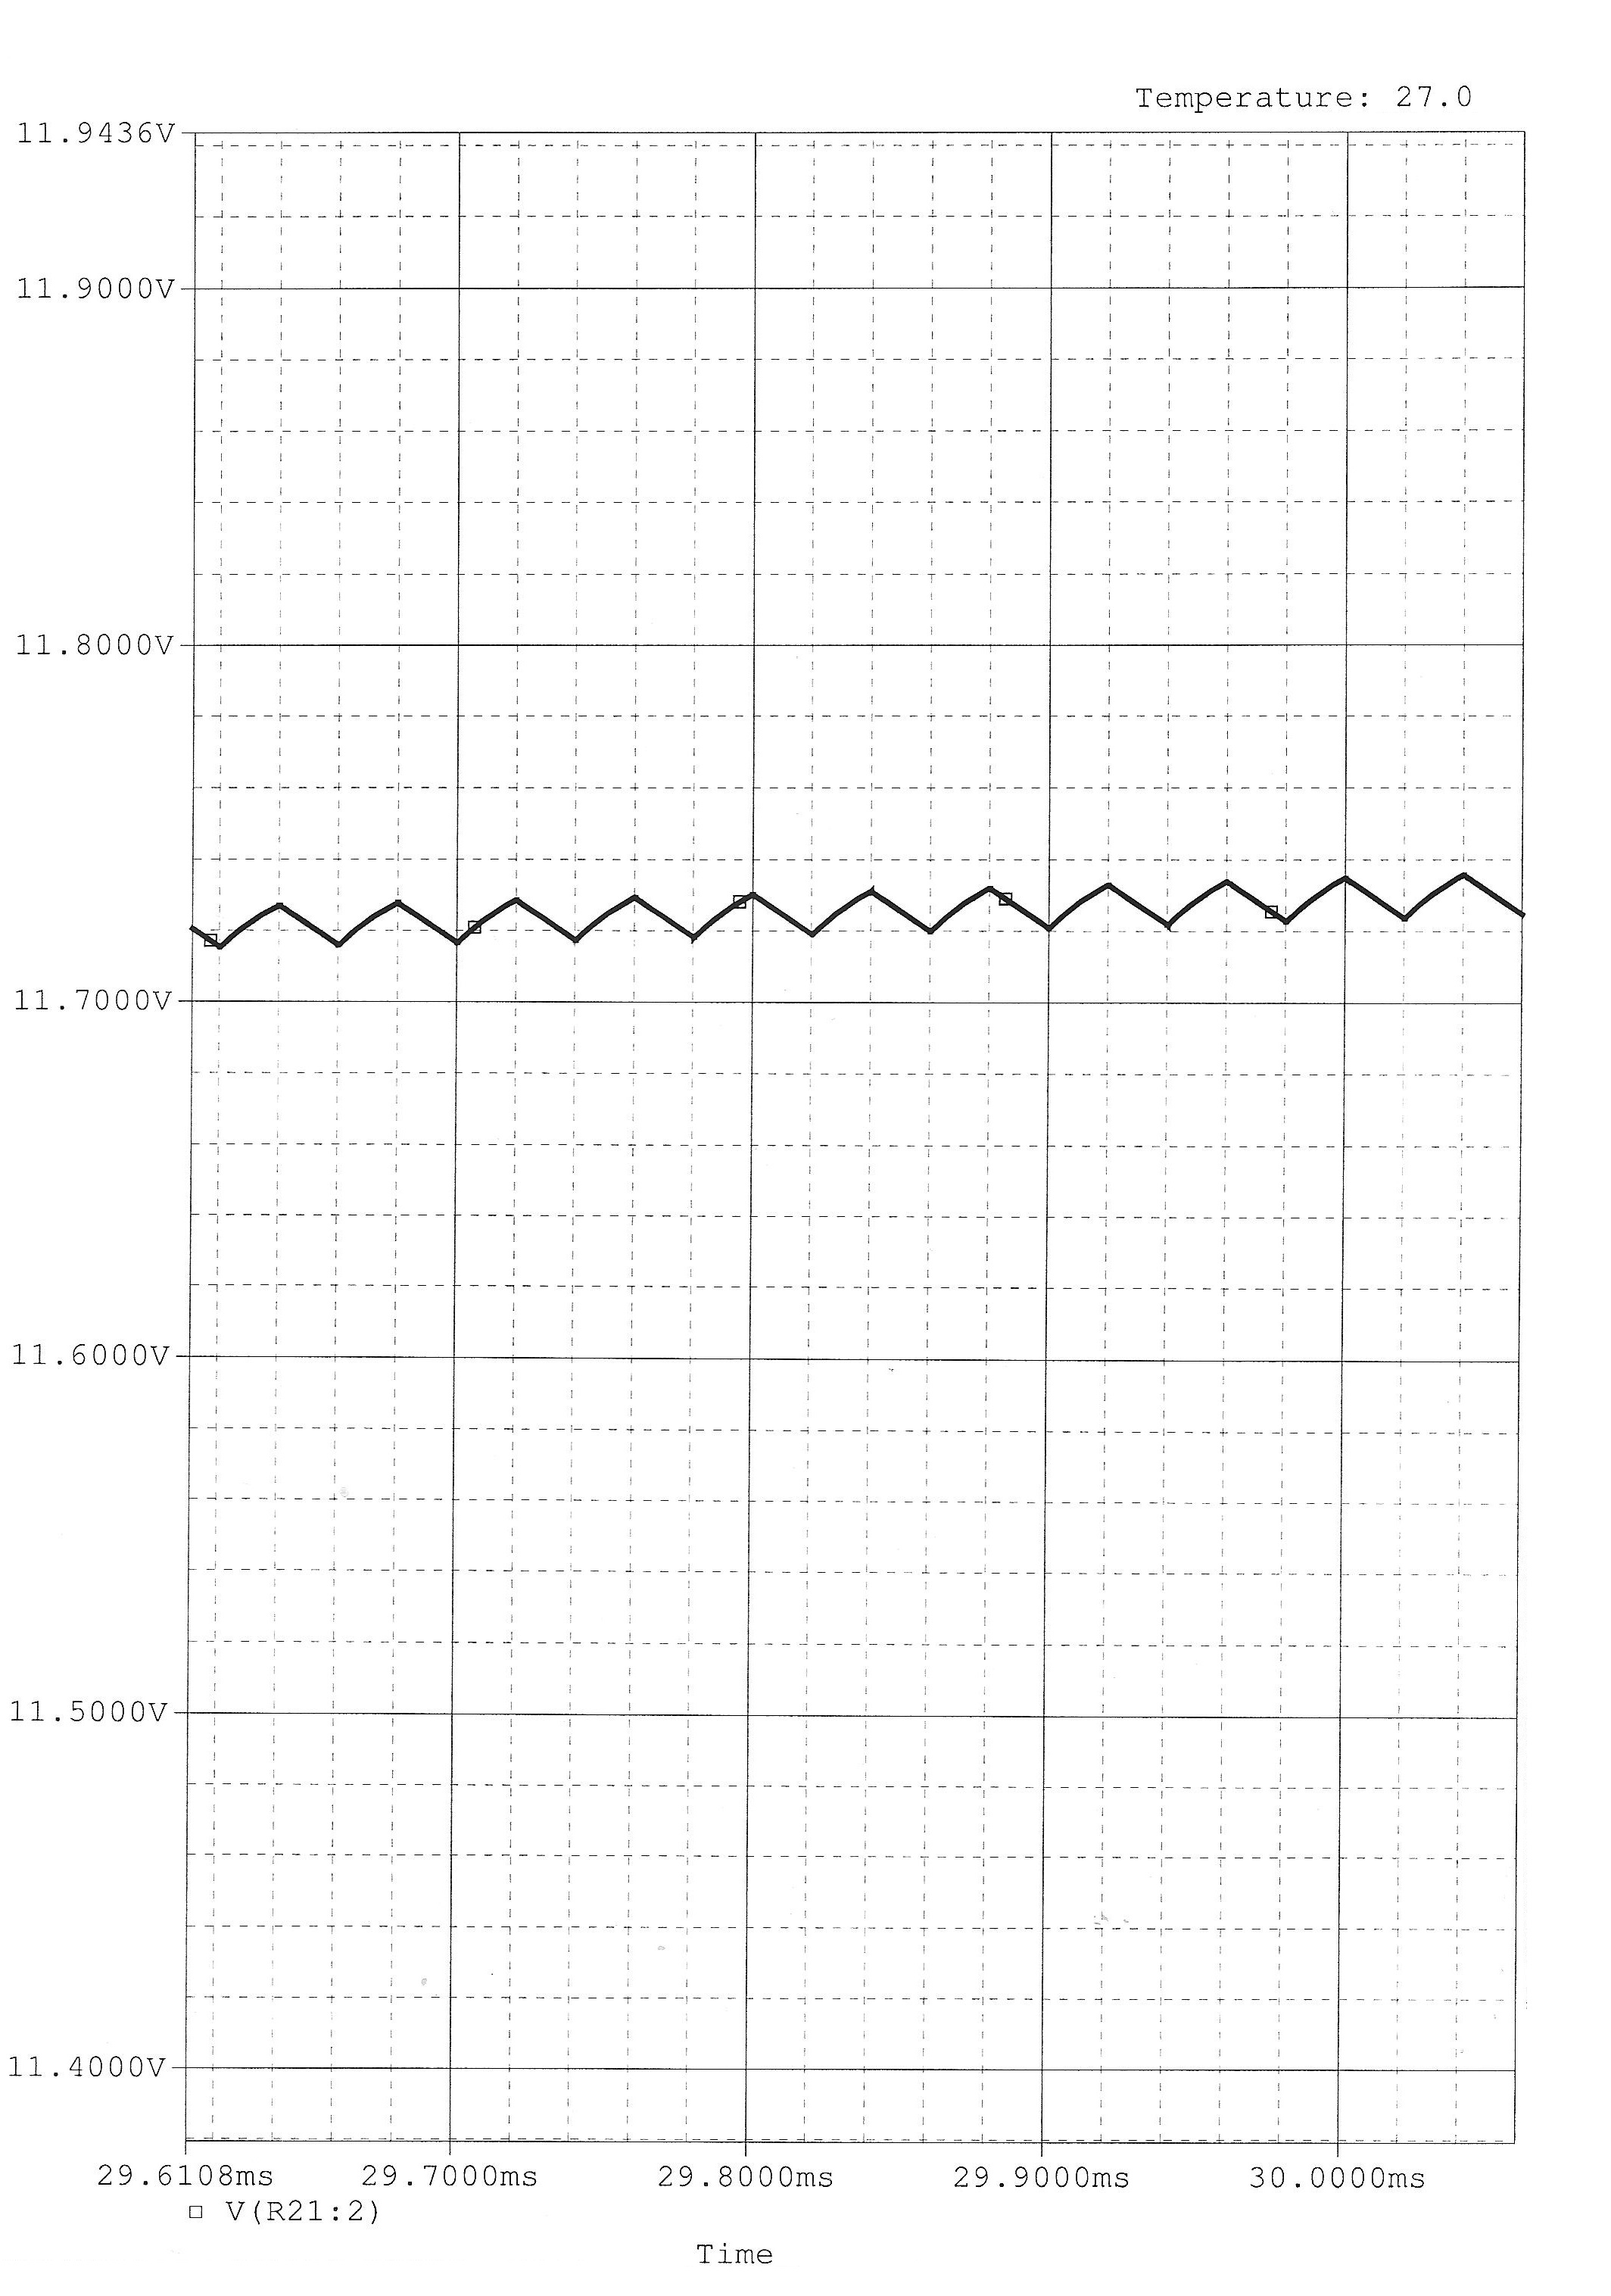 Temperature: 27.0
11.9436V
11.9000V
11.8000V
11.7000V
11.6000V
11.5000V
11.4000V
29.6108ms 29.7000ms 29.8000ms 29.9000ms 30.0000ms
V(R21:2)
Time